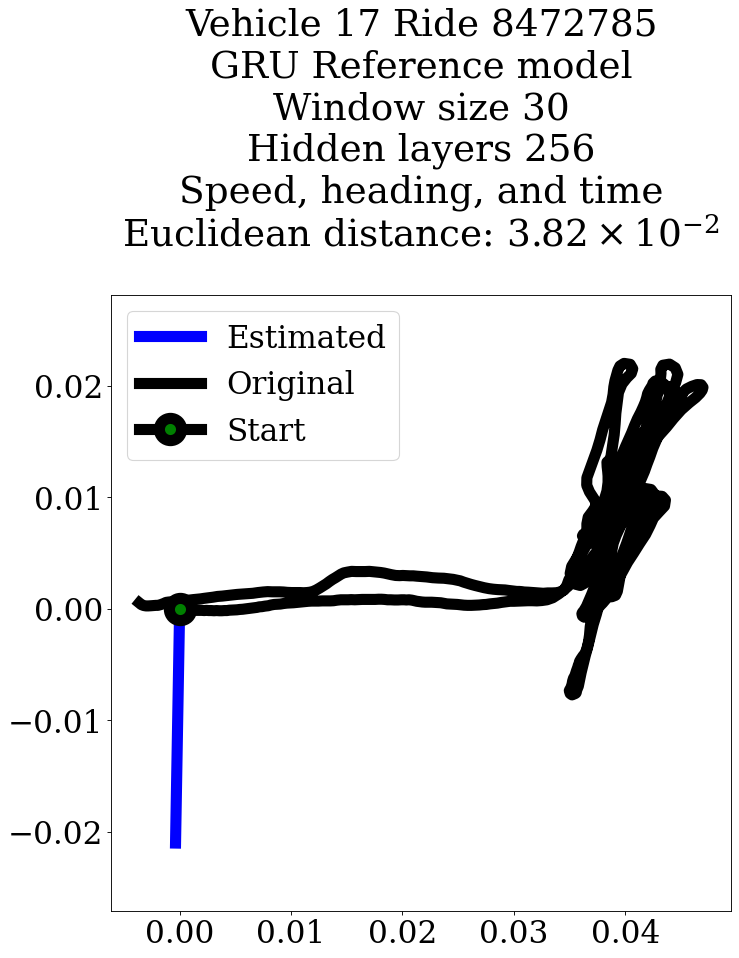 Vehicle 17 Ride 8472785
GRU Reference model
Window size 30
Hidden layers 256
Speed, heading, and time
Euclidean distance: 3.82 × 10⁻²
Estimated
Original
Start
0.02
0.01
0.00
−0.01
−0.02
0.00 0.01 0.02 0.03 0.04